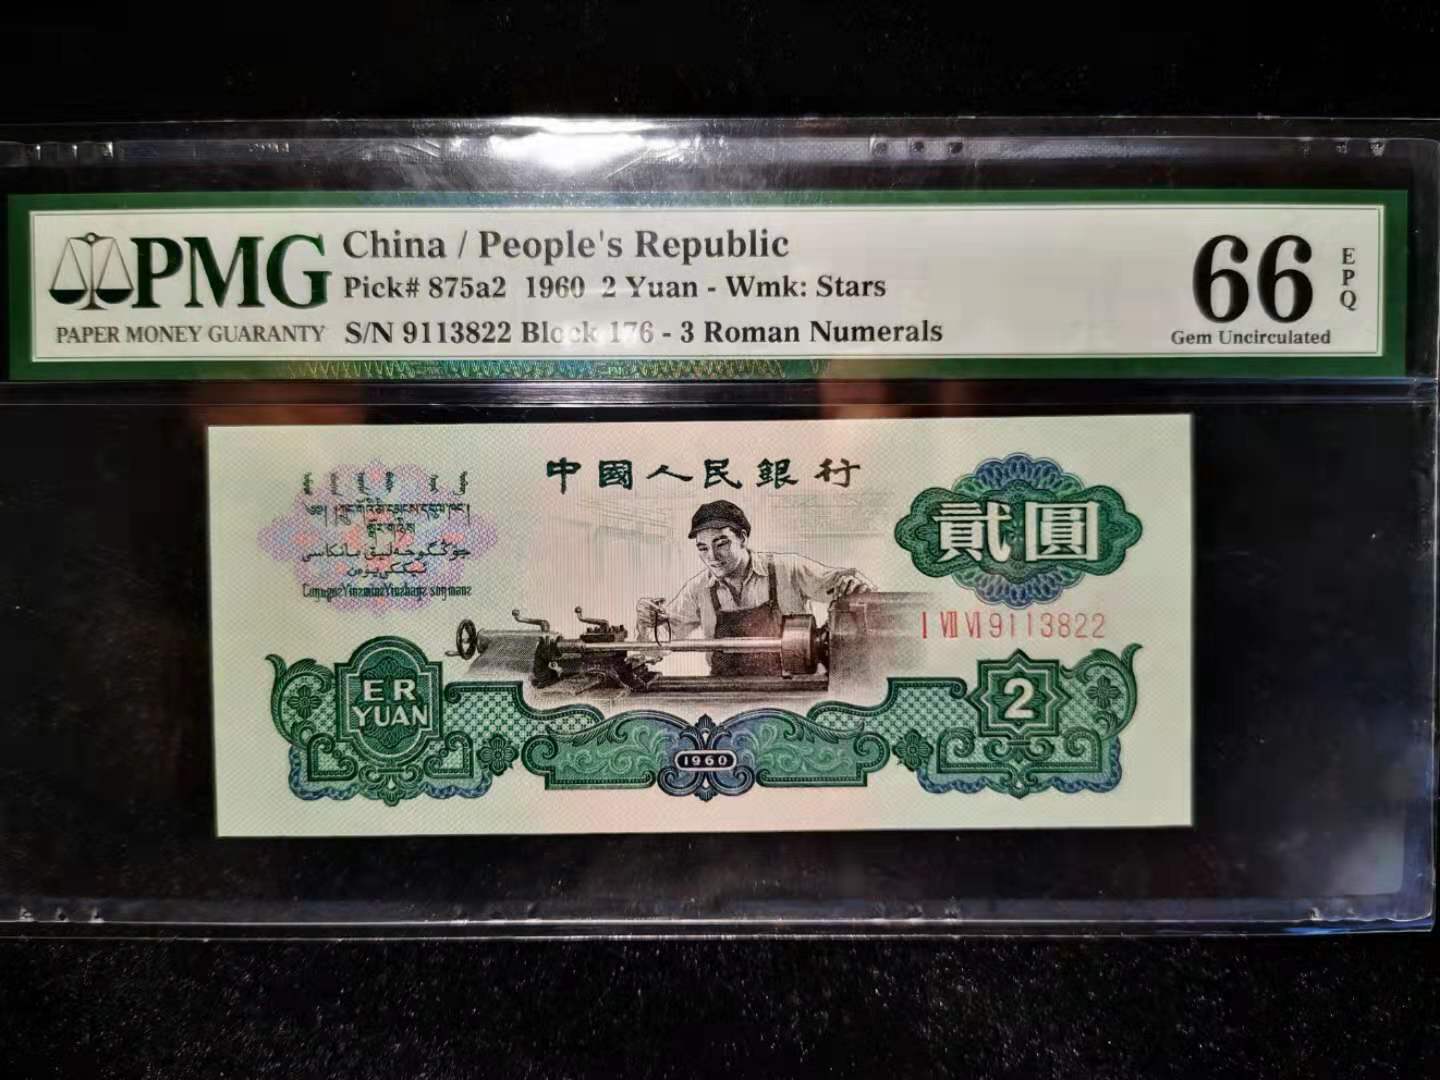 PMG
PAPER MONEY GUARANTY
China / People's Republic
Pick# 875a2 1960 2 Yuan - Wmk: Stars
S/N 9113822 Block 176 - 3 Roman Numerals
66
EPQ
Gem Uncirculated
中國人民銀行
貳圓
I VII VI 9113822
ER
YUAN
1960
2